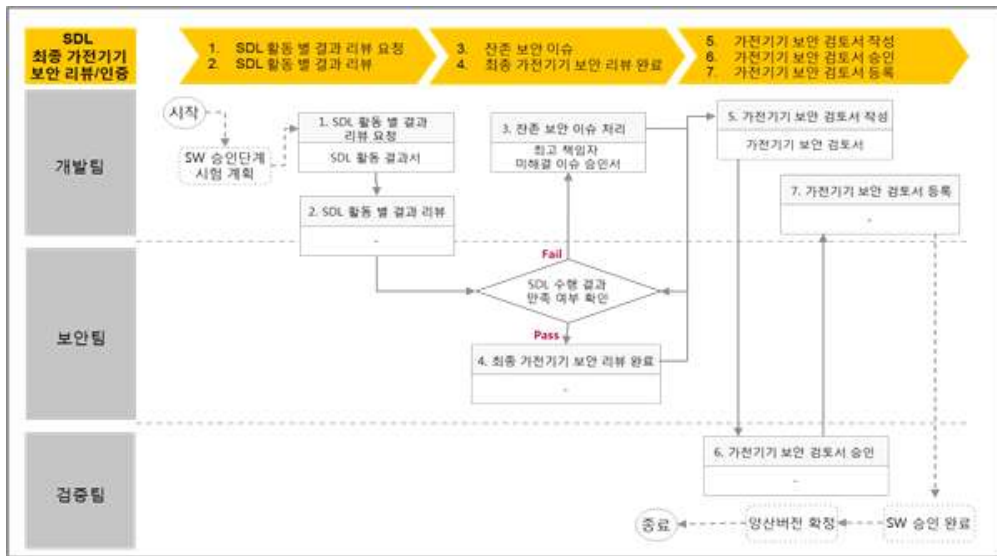 SDL
최종 가전기기
보안 리뷰/인증
1. SDL 활동 별 결과 리뷰 요청
2. SDL 활동 별 결과 리뷰
3. 잔존 보안 이슈
4. 최종 가전기기 보안 리뷰 완료
5. 가전기기 보안 검토서 작성
6. 가전기기 보안 검토서 승인
7. 가전기기 보안 검토서 등록
개발팀
시작
SW 승인단계
시험 계획
1. SDL 활동 별 결과
리뷰 요청
SDL 활동 결과서
2. SDL 활동 별 결과 리뷰
-
3. 잔존 보안 이슈 처리
최고 책임자
미해결 이슈 승인서
5. 가전기기 보안 검토서 작성
가전기기 보안 검토서
7. 가전기기 보안 검토서 등록
-
보안팀
Fail
SDL 수행 결과
만족 여부 확인
Pass
4. 최종 가전기기 보안 리뷰 완료
-
검증팀
6. 가전기기 보안 검토서 승인
-
종료
양산버전 확정
SW 승인 완료